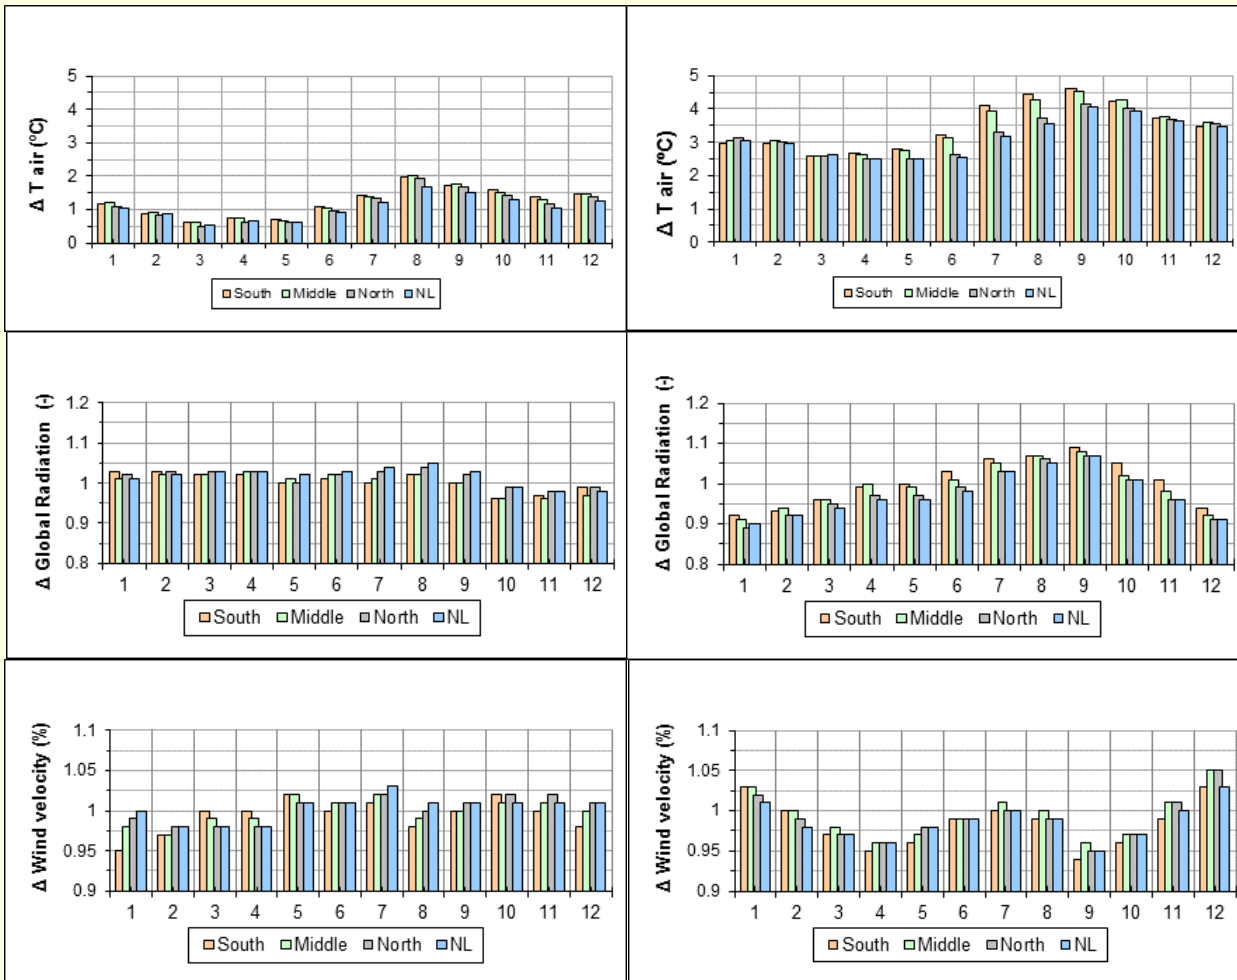 Δ T air (ºC)
5
4
3
2
1
0
1 2 3 4 5 6 7 8 9 10 11 12
South Middle North NL
Δ T air (ºC)
5
4
3
2
1
0
1 2 3 4 5 6 7 8 9 10 11 12
South Middle North NL
Δ Global Radiation (-)
1.2
1.1
1
0.9
0.8
1 2 3 4 5 6 7 8 9 10 11 12
South Middle North NL
Δ Global Radiation (-)
1.2
1.1
1
0.9
0.8
1 2 3 4 5 6 7 8 9 10 11 12
South Middle North NL
Δ Wind velocity (%)
1.1
1.05
1
0.95
0.9
1 2 3 4 5 6 7 8 9 10 11 12
South Middle North NL
Δ Wind velocity (%)
1.1
1.05
1
0.95
0.9
1 2 3 4 5 6 7 8 9 10 11 12
South Middle North NL